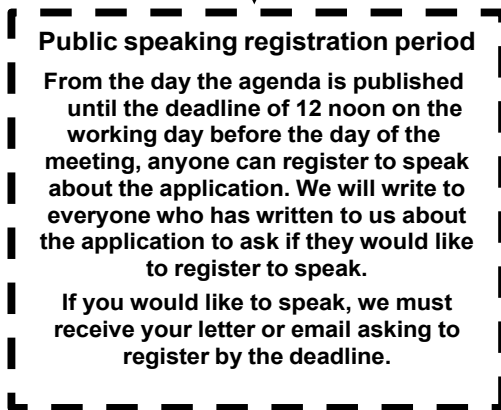 Public speaking registration period
From the day the agenda is published
until the deadline of 12 noon on the
working day before the day of the
meeting, anyone can register to speak
about the application. We will write to
everyone who has written to us about
the application to ask if they would like
to register to speak.
If you would like to speak, we must
receive your letter or email asking to
register by the deadline.